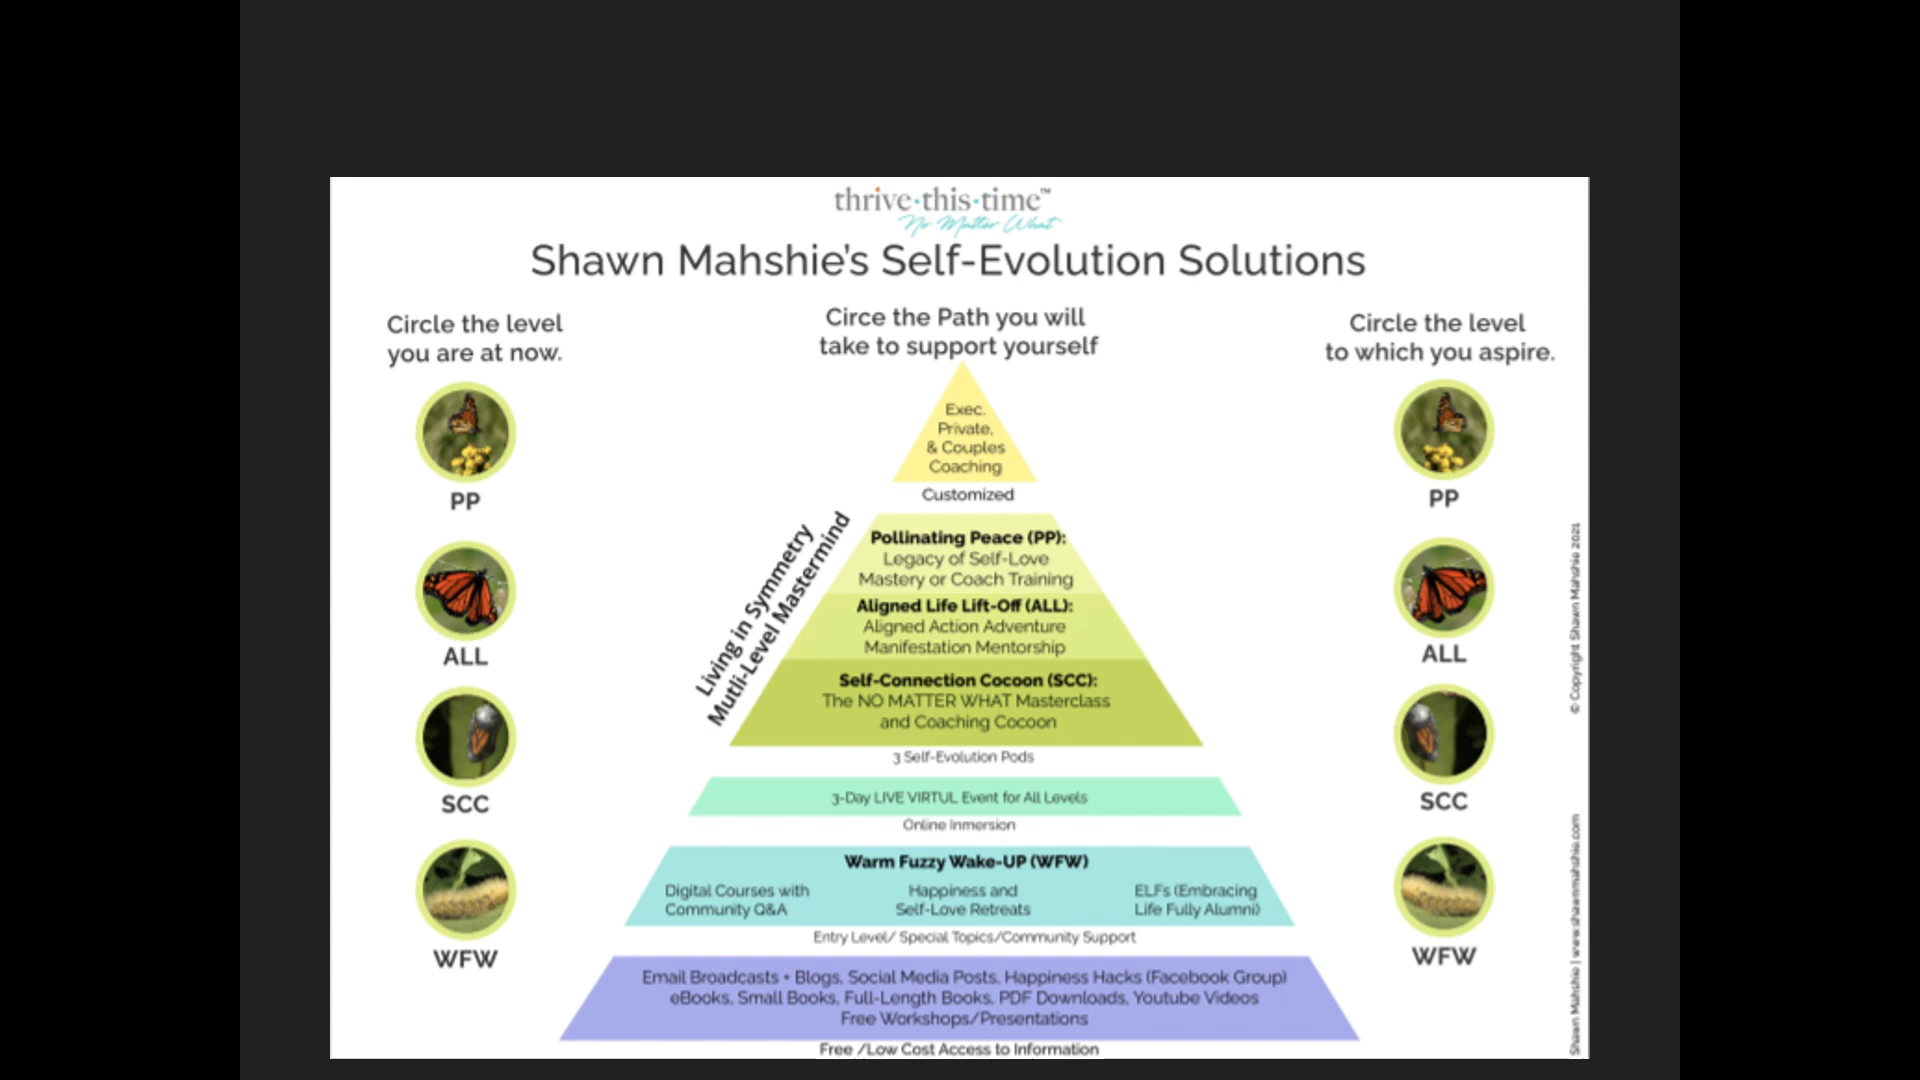 thrive·this·time™
No Matter What
Shawn Mahshie's Self-Evolution Solutions
Circle the level
you are at now.
PP
ALL
SCC
WFW
Circe the Path you will
take to support yourself
Exec.
Private,
& Couples
Coaching
Customized
Living in Symmetry
Mutli-Level Mastermind
Pollinating Peace (PP):
Legacy of Self-Love
Mastery or Coach Training
Aligned Life Lift-Off (ALL):
Aligned Action Adventure
Manifestation Mentorship
Self-Connection Cocoon (SCC):
The NO MATTER WHAT Masterclass
and Coaching Cocoon
3 Self-Evolution Pods
3-Day LIVE VIRTUL Event for All Levels
Online Inmersion
Warm Fuzzy Wake-UP (WFW)
Digital Courses with
Community Q&A
Happiness and
Self-Love Retreats
ELFs (Embracing
Life Fully Alumni)
Entry Level/ Special Topics/Community Support
Email Broadcasts + Blogs, Social Media Posts, Happiness Hacks (Facebook Group)
eBooks, Small Books, Full-Length Books, PDF Downloads, Youtube Videos
Free Workshops/Presentations
Free /Low Cost Access to Information
Circle the level
to which you aspire.
PP
ALL
SCC
WFW
Shawn Mahshie | www.shawnmahshie.com
© Copyright Shawn Mahshie 2021